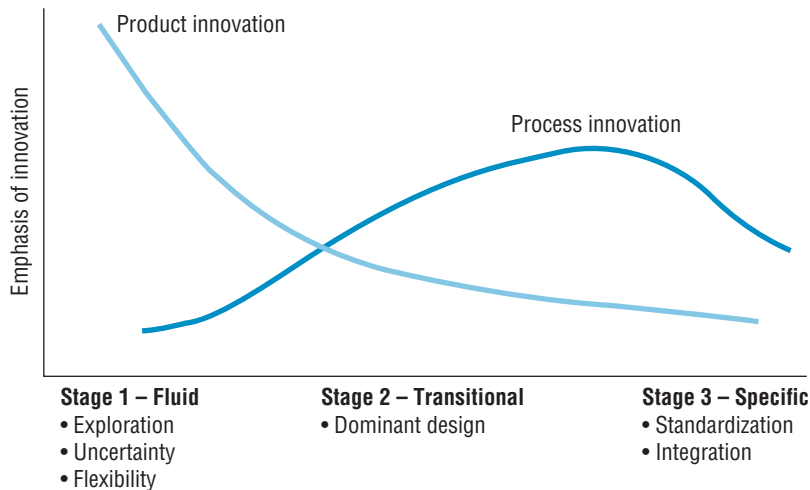 Product innovation
Process innovation
Emphasis of innovation
Stage 1 – Fluid
• Exploration
• Uncertainty
• Flexibility
Stage 2 – Transitional
• Dominant design
Stage 3 – Specific
• Standardization
• Integration